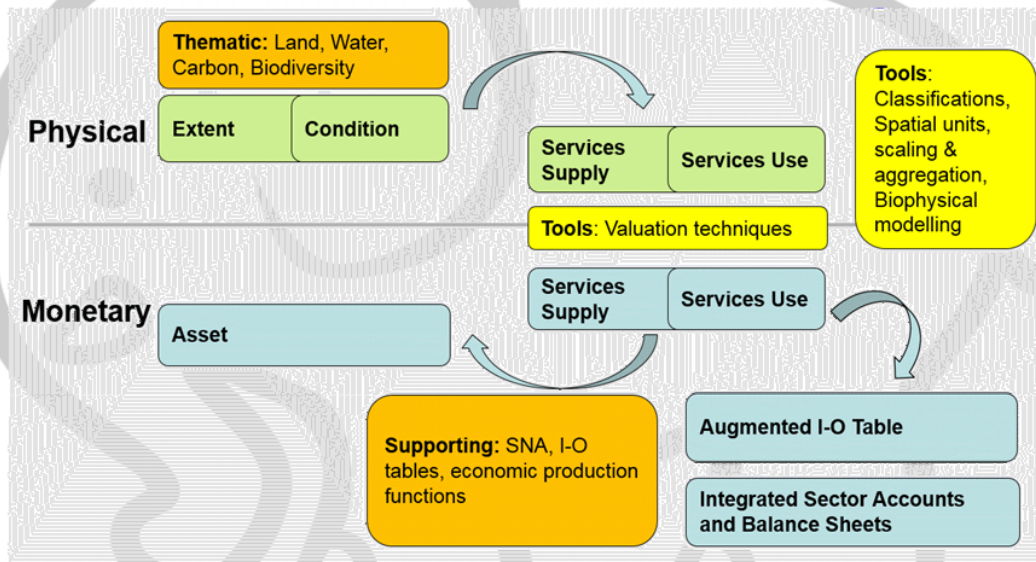 Thematic: Land, Water,
Carbon, Biodiversity
Physical
Extent
Condition
Services
Supply
Services Use
Tools:
Classifications,
Spatial units,
scaling &
aggregation,
Biophysical
modelling
Tools: Valuation techniques
Monetary
Asset
Services
Supply
Services Use
Supporting: SNA, I-O
tables, economic production
functions
Augmented I-O Table
Integrated Sector Accounts
and Balance Sheets